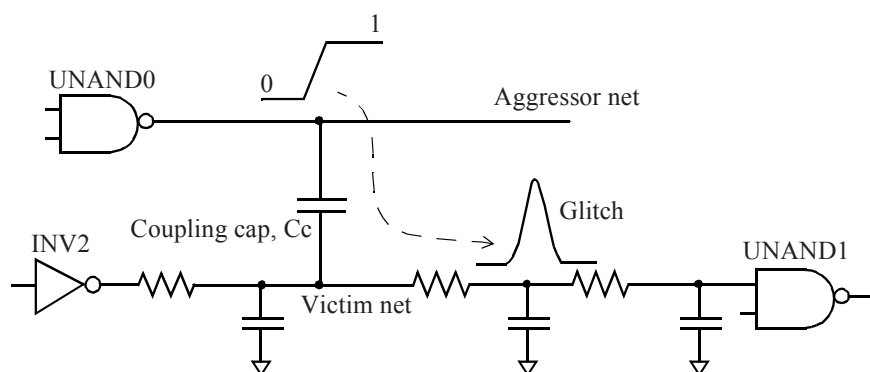 1
0
UNAND0
Aggressor net
Glitch
Coupling cap, Cc
INV2
UNAND1
Victim net